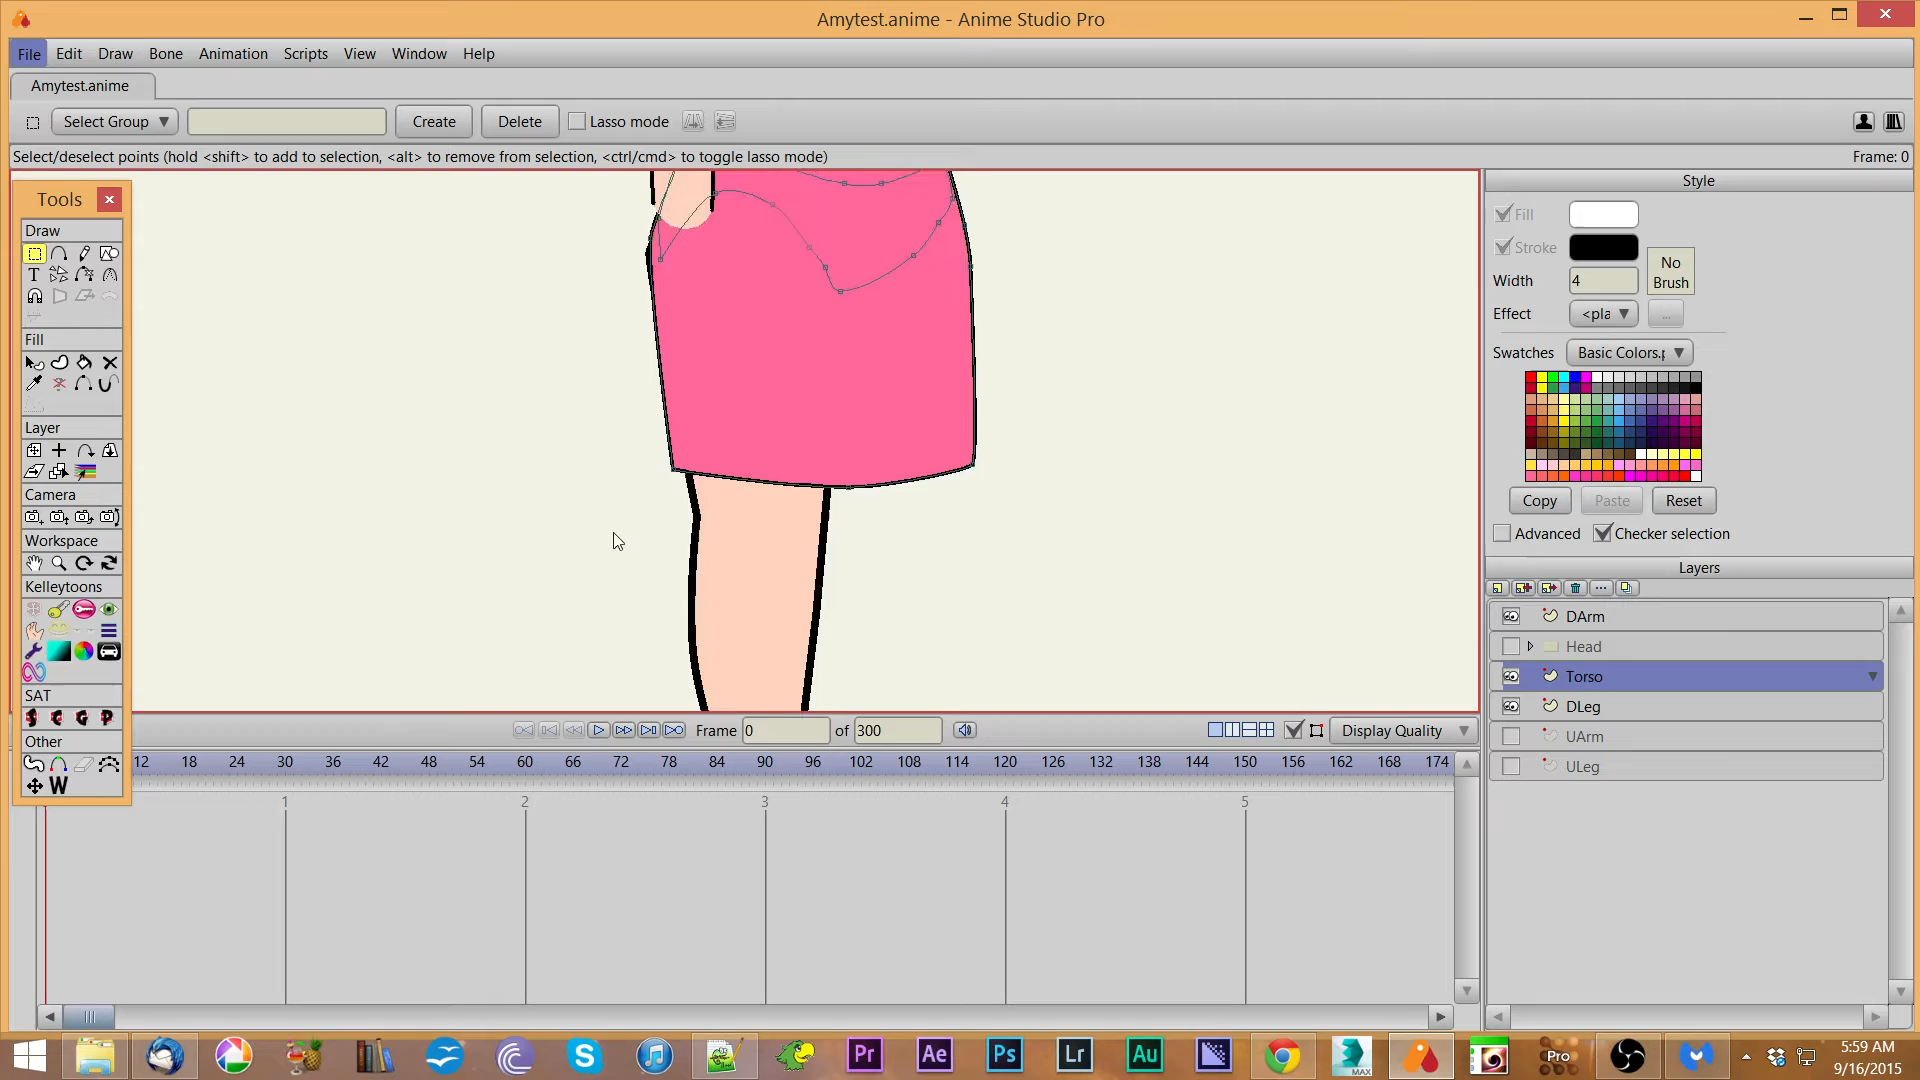 Amytest.anime - Anime Studio Pro
File Edit Draw Bone Animation Scripts View Window Help
Amytest.anime
Select Group Create Delete Lasso mode
Select/deselect points (hold <shift> to add to selection, <alt> to remove from selection, <ctrl/cmd> to toggle lasso mode) Frame: 0
Tools
Draw
T
Fill
Layer
Camera
Workspace
Kelleytoons
SAT
Other
W
Style
Fill
Stroke
Width 4
No
Brush
Effect <pla ...
Swatches Basic Colors.p
Copy Paste Reset
Advanced Checker selection
Layers
DArm
Head
Torso
DLeg
UArm
ULeg
Frame 0 of 300 Display Quality
12 18 24 30 36 42 48 54 60 66 72 78 84 90 96 102 108 114 120 126 132 138 144 150 156 162 168 174
1 2 3 4 5
S Pr Ae Ps Lr Au MAX Pro
5:59 AM
9/16/2015